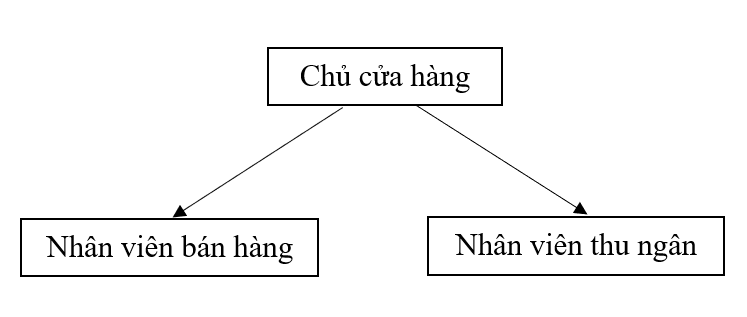 Chủ cửa hàng
Nhân viên bán hàng
Nhân viên thu ngân